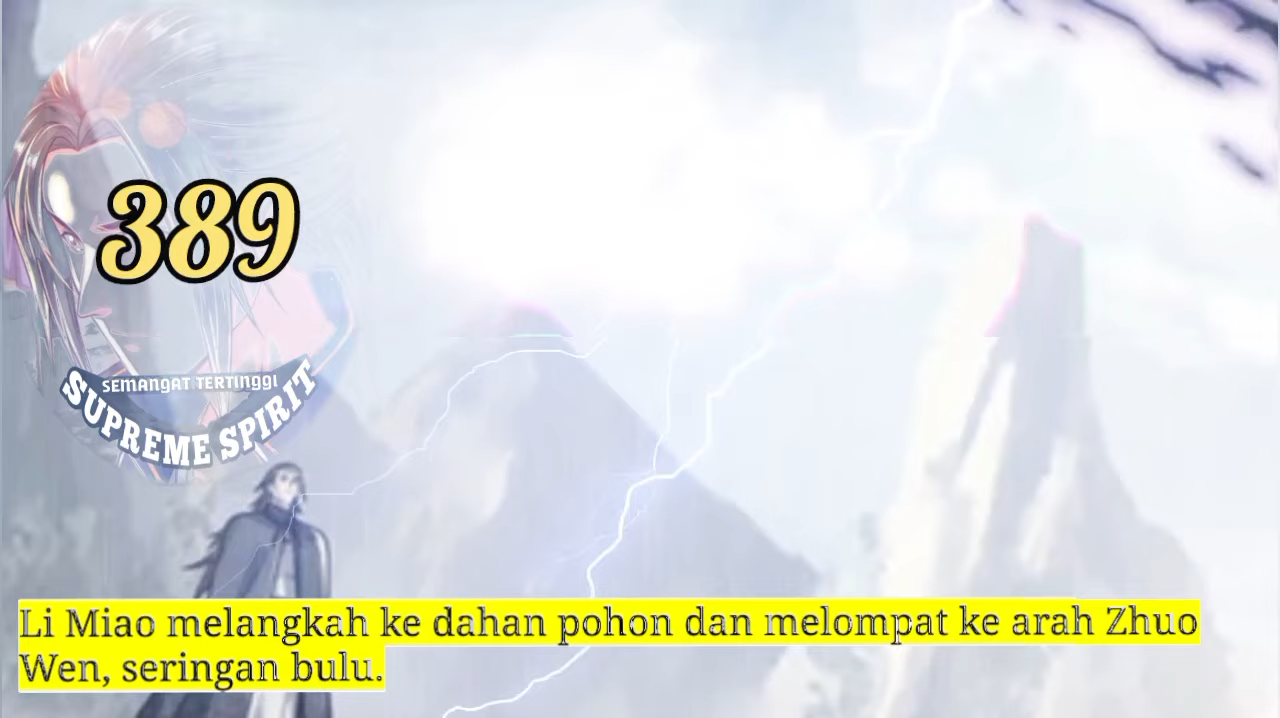 389
SEMANGAT TERTINGGI
SUPREME SPIRIT
Li Miao melangkah ke dahan pohon dan melompat ke arah Zhuo
Wen, seringan bulu.